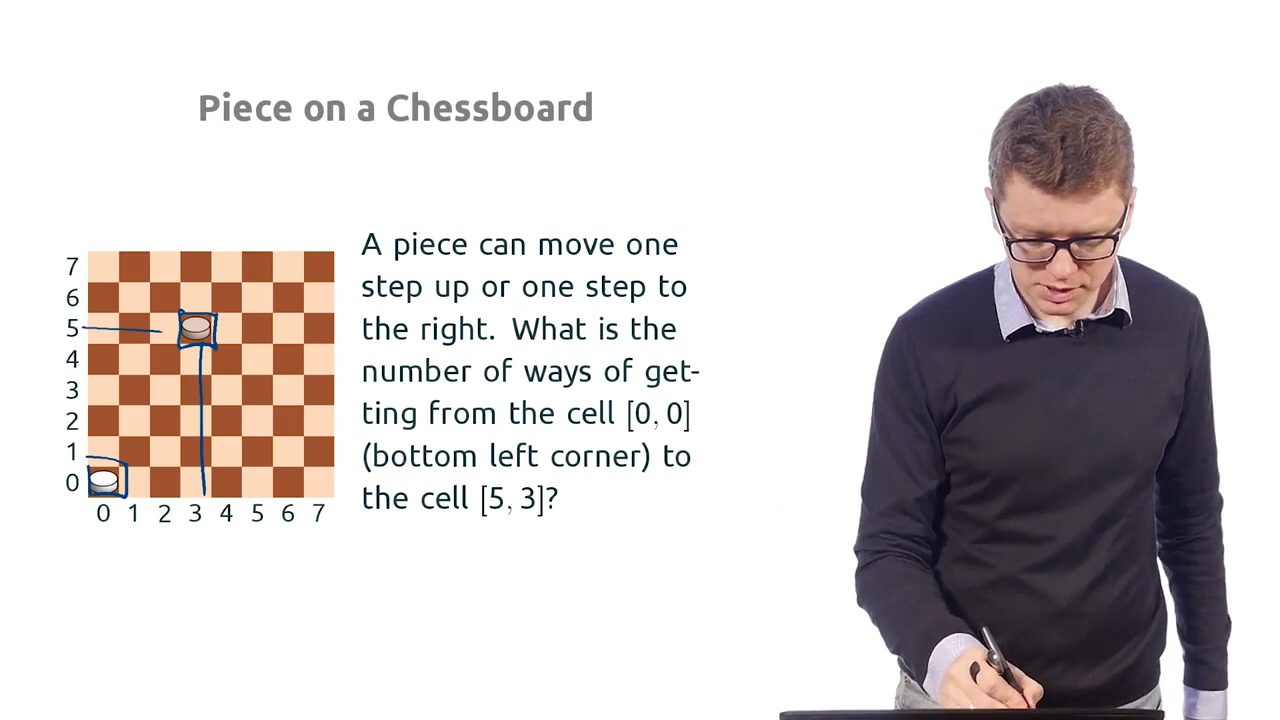 Piece on a Chessboard
A piece can move one
step up or one step to
the right. What is the
number of ways of get-
ting from the cell [0, 0]
(bottom left corner) to
the cell [5, 3]?
7
6
5
4
3
2
1
0
0 1 2 3 4 5 6 7